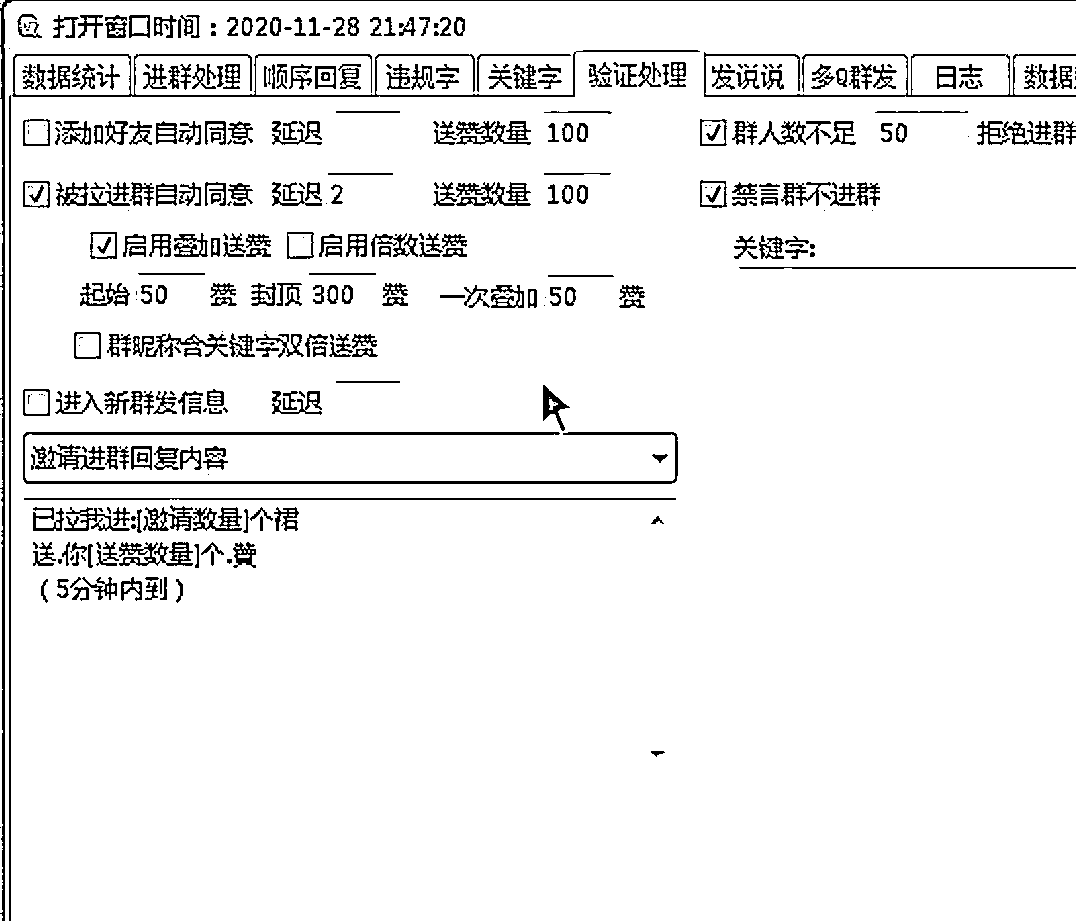 打开窗口时间：2020-11-28 21:47:20
数据统计 进群处理 顺序回复 违规字 关键字 验证处理 发说说 多Q群发 日志 数据
添加好友自动同意 延迟 送赞数量 100 群人数不足 50 拒绝进群
被拉进群自动同意 延迟 2 送赞数量 100 禁言群不进群
启用叠加送赞 启用倍数送赞 关键字:
起始 50 赞 封顶 300 赞 一次叠加 50 赞
群昵称含关键字双倍送赞
进入新群发信息 延迟
邀请进群回复内容
已拉我进:[邀请数量]个裙
送.你[送赞数量]个.贊
（5分钟内到）